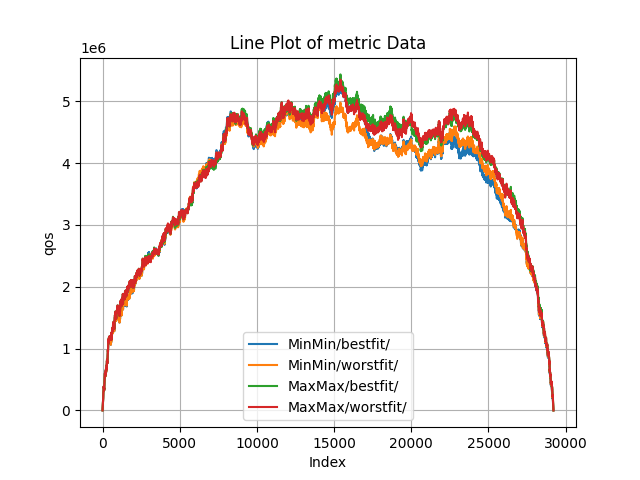 Line Plot of metric Data
1e6
5
4
3
2
1
0
qos
0 5000 10000 15000 20000 25000 30000
Index
MinMin/bestfit/
MinMin/worstfit/
MaxMax/bestfit/
MaxMax/worstfit/